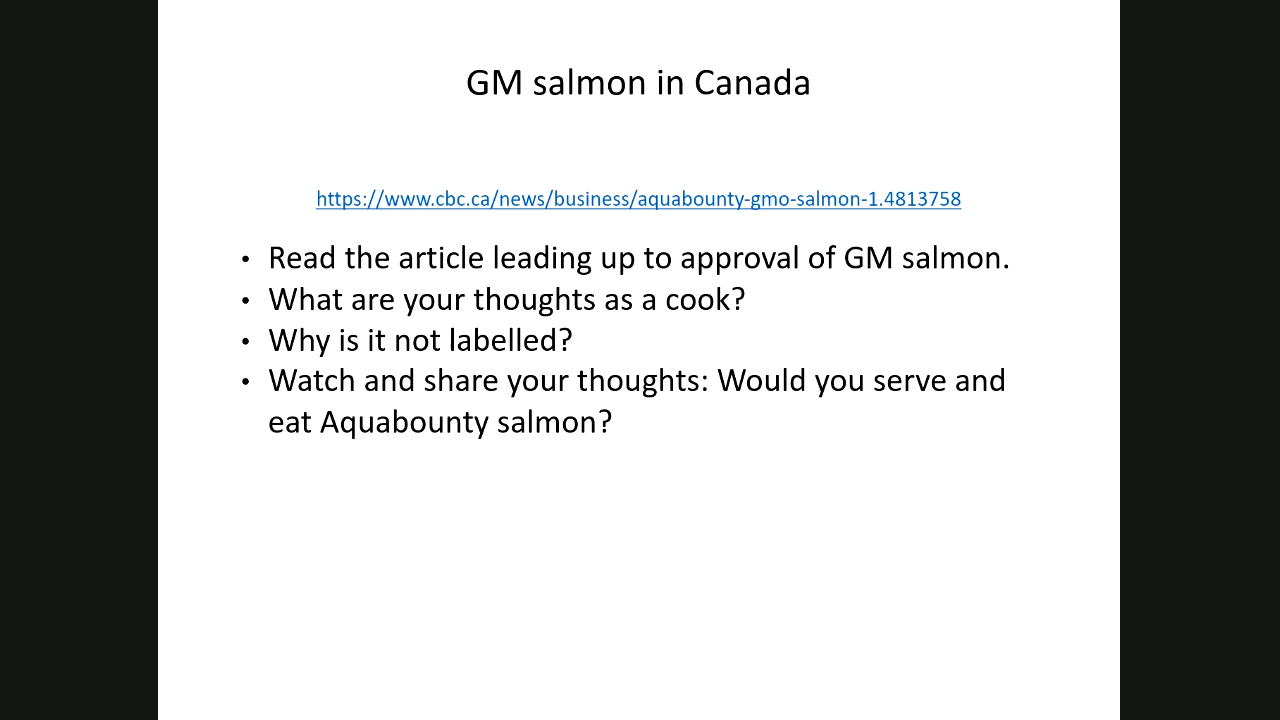 GM salmon in Canada
https://www.cbc.ca/news/business/aquabounty-gmo-salmon-1.4813758
• Read the article leading up to approval of GM salmon.
• What are your thoughts as a cook?
• Why is it not labelled?
• Watch and share your thoughts: Would you serve and
eat Aquabounty salmon?